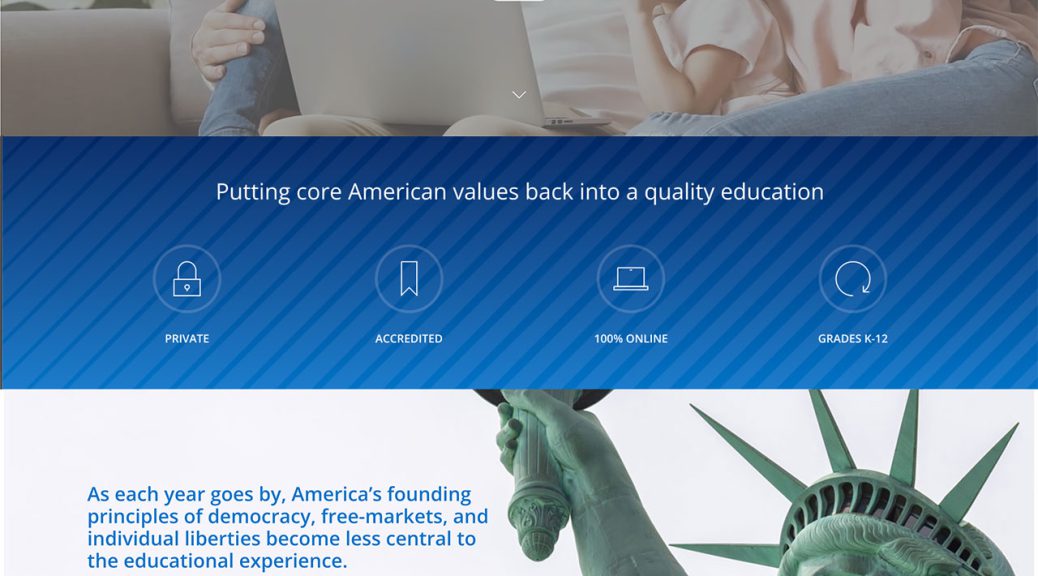 Putting core American values back into a quality education
PRIVATE
ACCREDITED
100% ONLINE
GRADES K-12
As each year goes by, America’s founding
principles of democracy, free-markets, and
individual liberties become less central to
the educational experience.